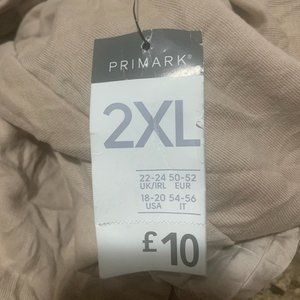 PRIMARK®
2XL
22-24 50-52
UK/IRL EUR
18-20 54-56
USA IT
£10